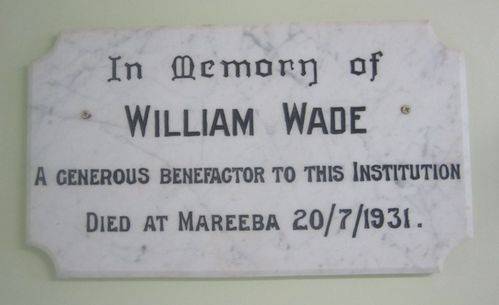 In Memory of
WILLIAM WADE
A GENEROUS BENEFACTOR TO THIS INSTITUTION
DIED AT MAREEBA 20/7/1931.